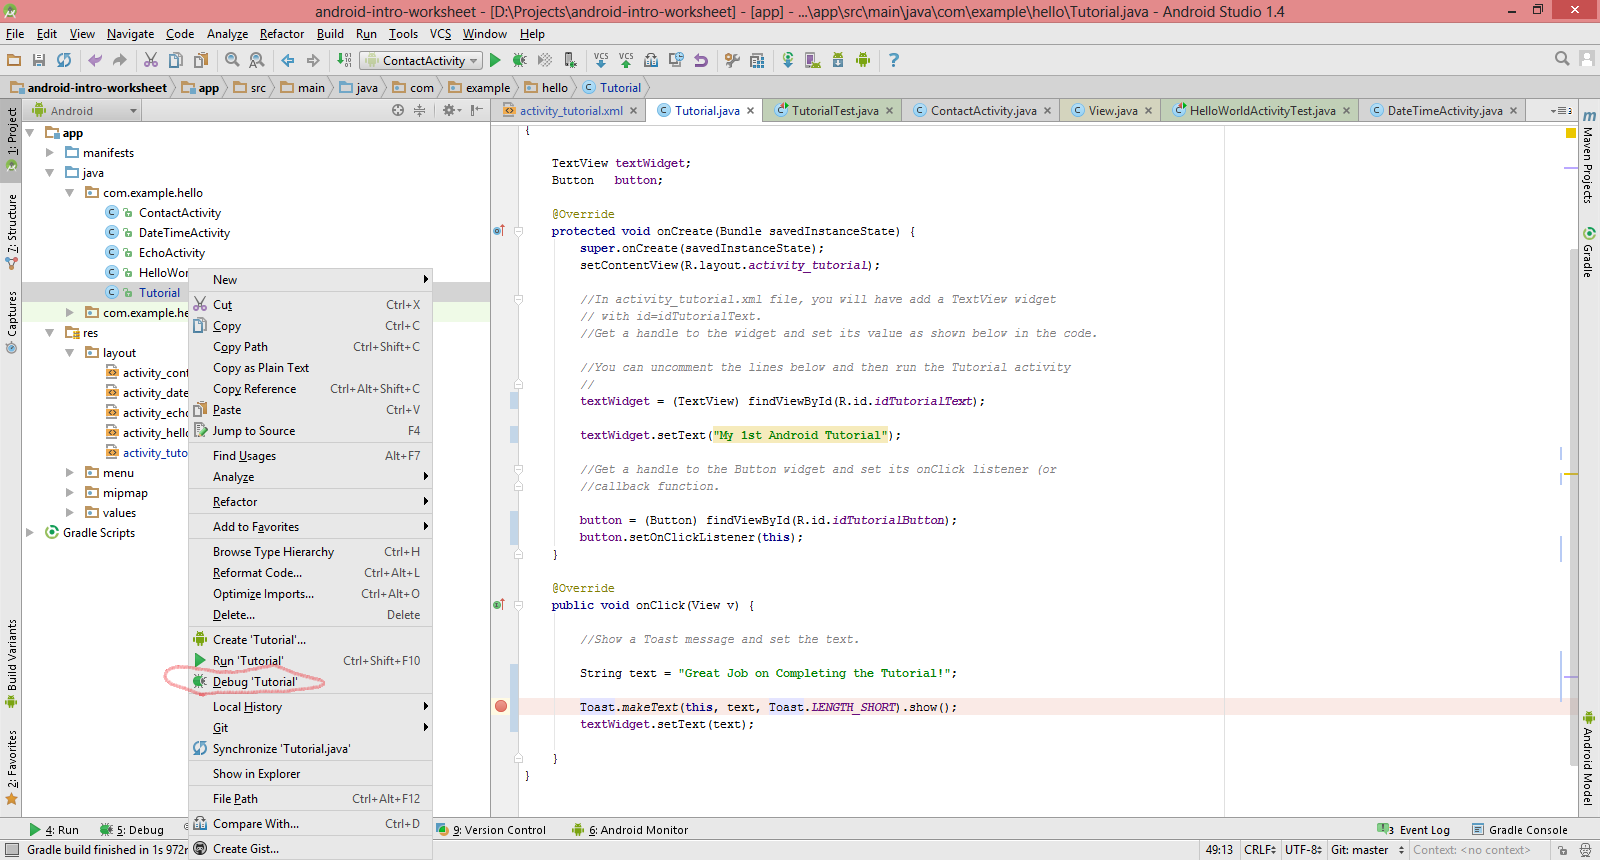 android-intro-worksheet - [D:\Projects\android-intro-worksheet] - [app] - ...\app\src\main\java\com\example\hello\Tutorial.java - Android Studio 1.4
File Edit View Navigate Code Analyze Refactor Build Run Tools VCS Window Help
ContactActivity
android-intro-worksheet app src main java com example hello Tutorial
Android
activity_tutorial.xml Tutorial.java TutorialTest.java ContactActivity.java View.java HelloWorldActivityTest.java DateTimeActivity.java
1: Project
7: Structure
Captures
Build Variants
2: Favorites
app
manifests
java
com.example.hello
ContactActivity
DateTimeActivity
EchoActivity
HelloWor
Tutorial
com.example.he
res
layout
activity_cont
activity_date
activity_echo
activity_hello
activity_tuto
menu
mipmap
values
Gradle Scripts
New
Cut Ctrl+X
Copy Ctrl+C
Copy Path Ctrl+Shift+C
Copy as Plain Text
Copy Reference Ctrl+Alt+Shift+C
Paste Ctrl+V
Jump to Source F4
Find Usages Alt+F7
Analyze
Refactor
Add to Favorites
Browse Type Hierarchy Ctrl+H
Reformat Code... Ctrl+Alt+L
Optimize Imports... Ctrl+Alt+O
Delete... Delete
Create 'Tutorial'...
Run 'Tutorial' Ctrl+Shift+F10
Debug 'Tutorial'
Local History
Git
Synchronize 'Tutorial.java'
Show in Explorer
File Path Ctrl+Alt+F12
Compare With... Ctrl+D
Create Gist...
{
TextView textWidget;
Button button;
@Override
protected void onCreate(Bundle savedInstanceState) {
super.onCreate(savedInstanceState);
setContentView(R.layout.activity_tutorial);
//In activity_tutorial.xml file, you will have add a TextView widget
// with id=idTutorialText.
//Get a handle to the widget and set its value as shown below in the code.
//You can uncomment the lines below and then run the Tutorial activity
//
textWidget = (TextView) findViewById(R.id.idTutorialText);
textWidget.setText("My 1st Android Tutorial");
//Get a handle to the Button widget and set its onClick listener (or
//callback function.
button = (Button) findViewById(R.id.idTutorialButton);
button.setOnClickListener(this);
}
@Override
public void onClick(View v) {
//Show a Toast message and set the text.
String text = "Great Job on Completing the Tutorial!";
Toast.makeText(this, text, Toast.LENGTH_SHORT).show();
textWidget.setText(text);
}
}
Maven Projects
Gradle
Android Model
4: Run 5: Debug 9: Version Control 6: Android Monitor 3 Event Log Gradle Console
Gradle build finished in 1s 972m 49:13 CRLF UTF-8 Git: master Context: <no context>